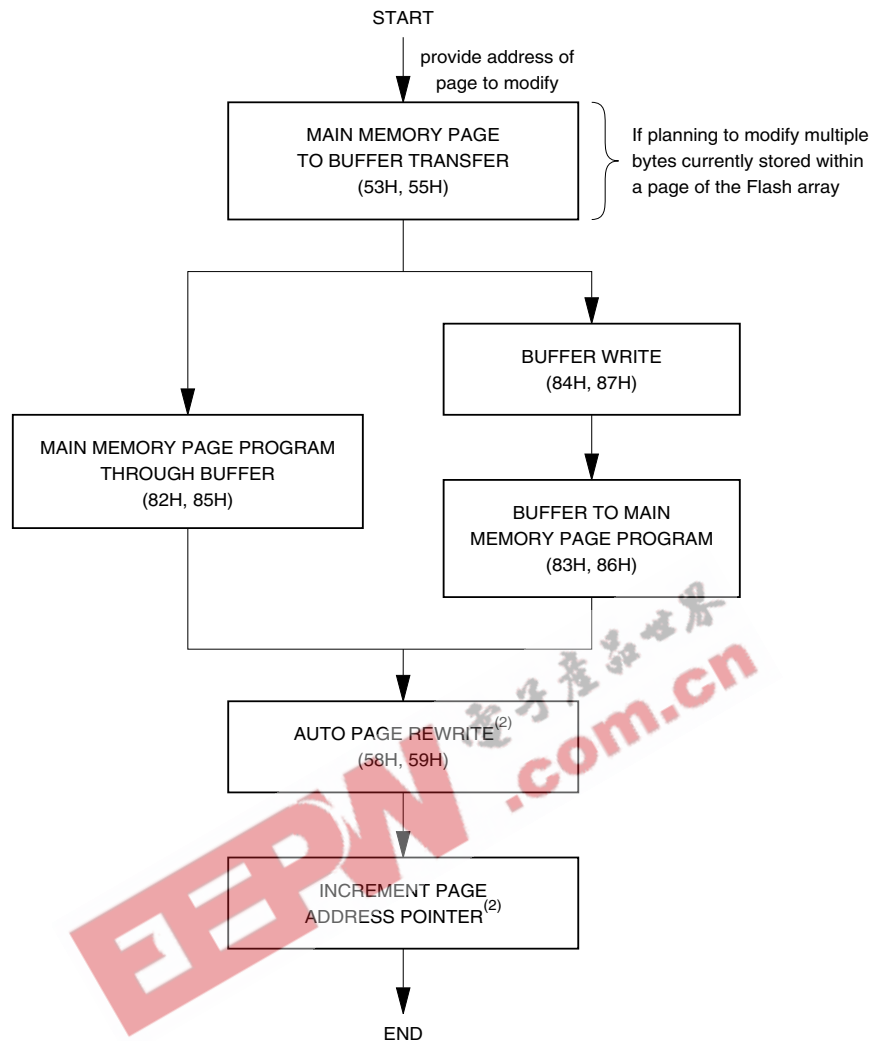 START
provide address of
page to modify
MAIN MEMORY PAGE
TO BUFFER TRANSFER
(53H, 55H)
If planning to modify multiple
bytes currently stored within
a page of the Flash array
BUFFER WRITE
(84H, 87H)
MAIN MEMORY PAGE PROGRAM
THROUGH BUFFER
(82H, 85H)
BUFFER TO MAIN
MEMORY PAGE PROGRAM
(83H, 86H)
電子產品世界
.com.cn
AUTO PAGE REWRITE(2)
(58H, 59H)
EEPW
INCREMENT PAGE
ADDRESS POINTER(2)
END